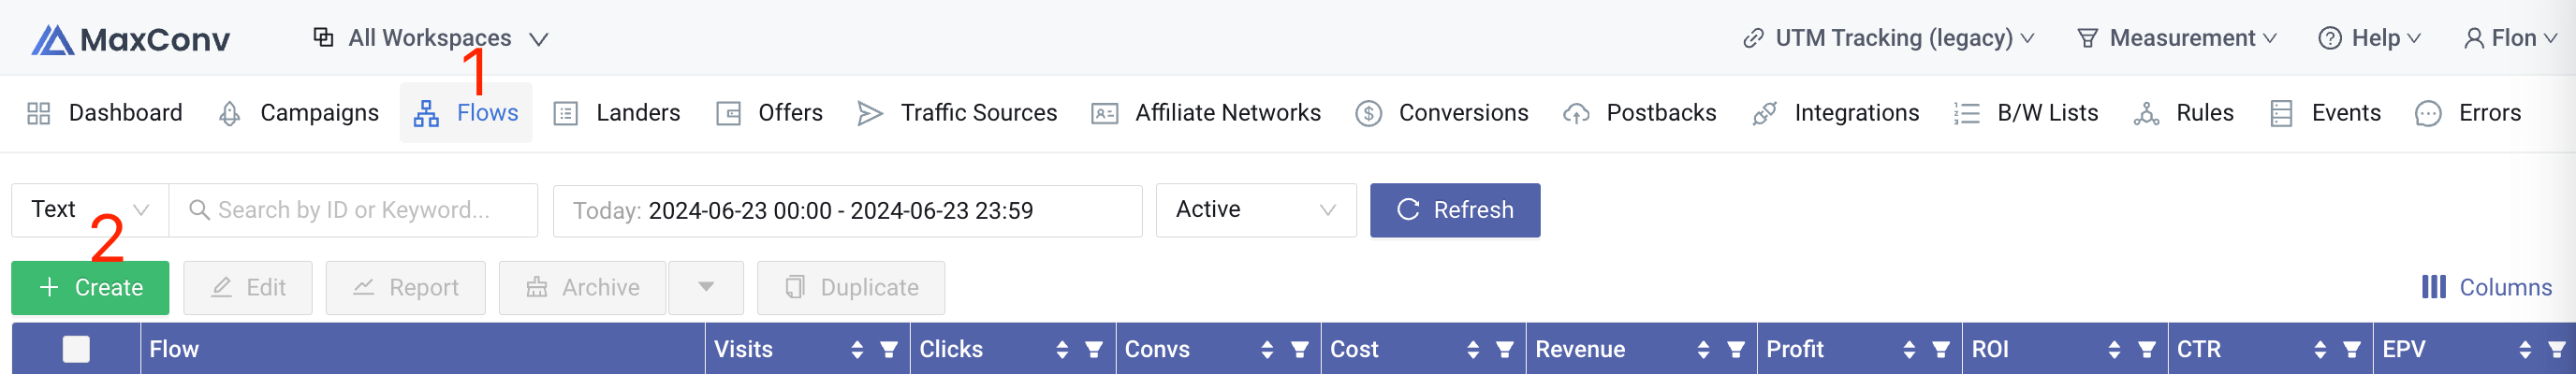 MaxConv All Workspaces UTM Tracking (legacy) Measurement Help Flon
1
Dashboard Campaigns Flows Landers Offers Traffic Sources Affiliate Networks Conversions Postbacks Integrations B/W Lists Rules Events Errors
Text Search by ID or Keyword... Today: 2024-06-23 00:00 - 2024-06-23 23:59 Active Refresh
2
+ Create Edit Report Archive Duplicate Columns
Flow Visits Clicks Convs Cost Revenue Profit ROI CTR EPV